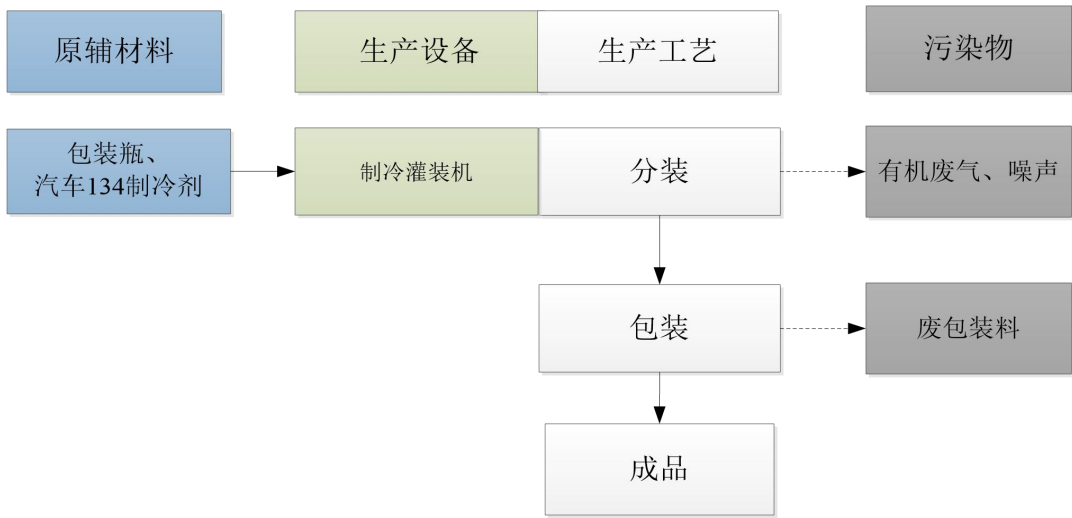 原辅材料
生产设备
生产工艺
污染物
包装瓶、
汽车134制冷剂
制冷灌装机
分装
有机废气、噪声
包装
废包装料
成品